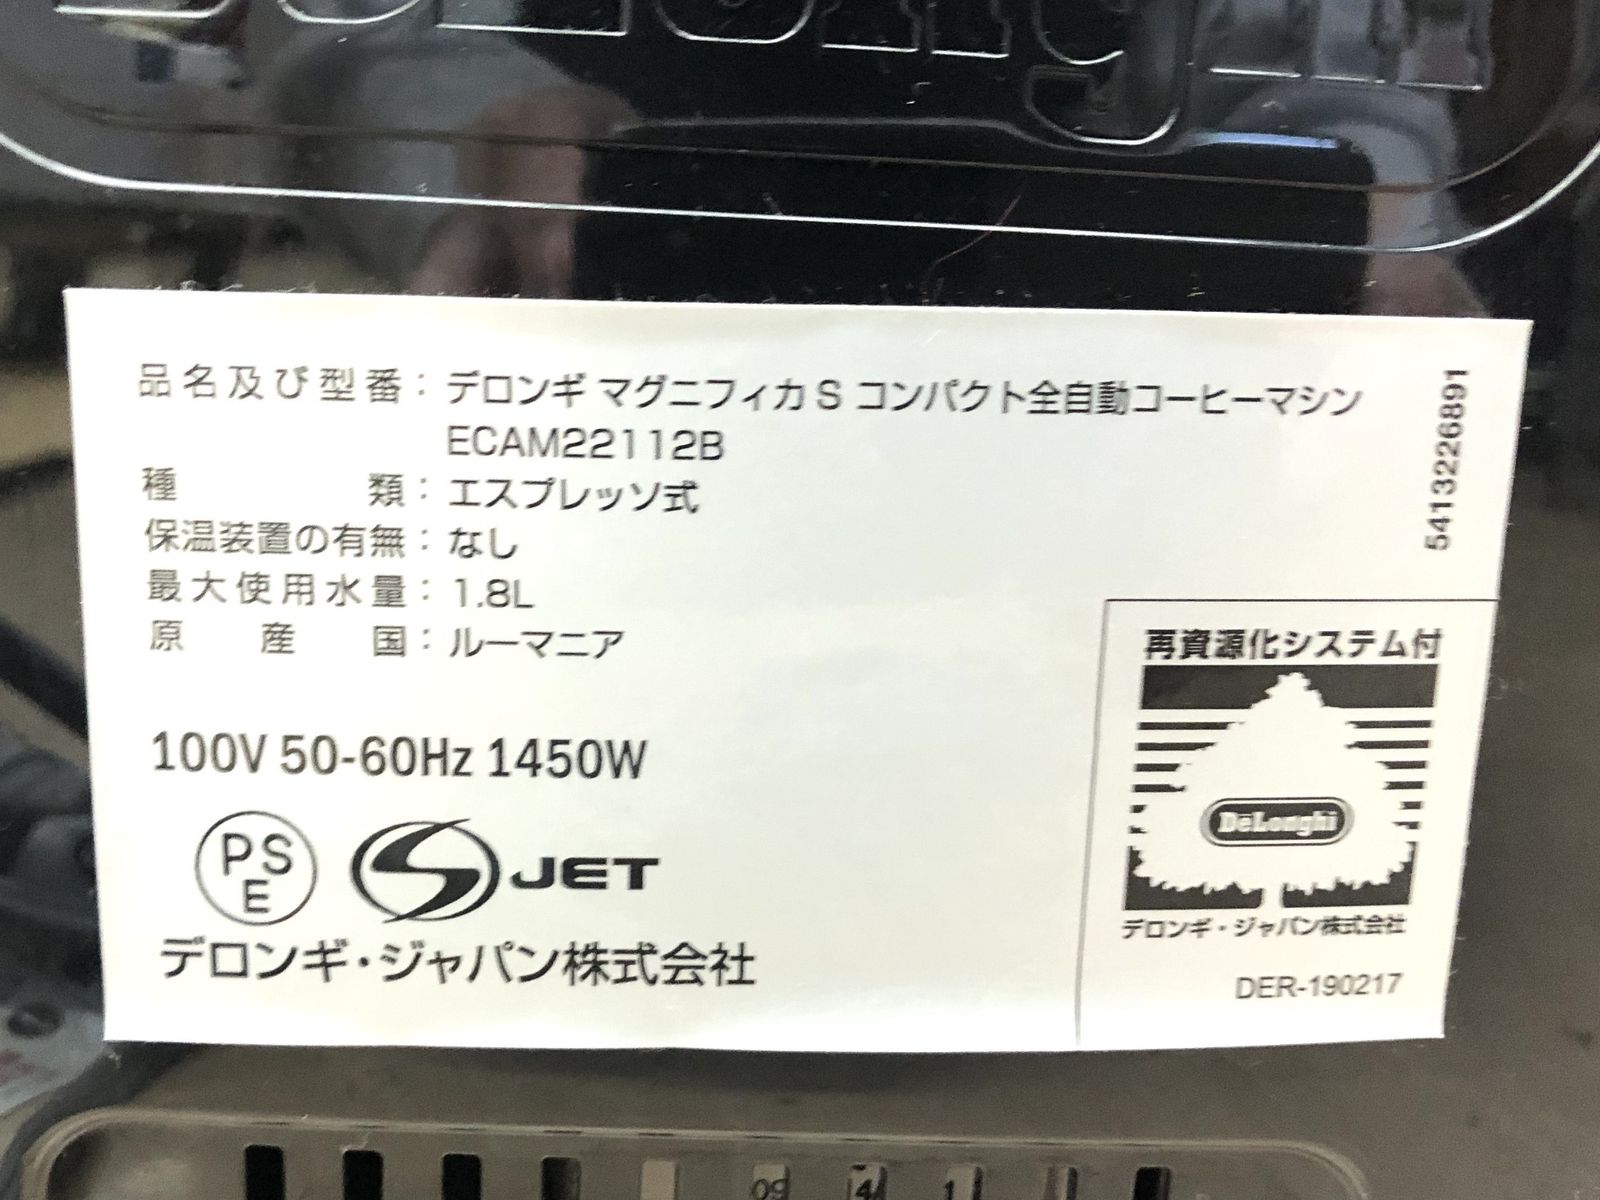 DeLonghi
品名及び型番：デロンギ マグニフィカ S コンパクト全自動コーヒーマシン
ECAM22112B
種類：エスプレッソ式
保温装置の有無：なし
最大使用水量：1.8L
原産国：ルーマニア
100V 50-60Hz 1450W
PSE
S JET
デロンギ・ジャパン株式会社
5413226891
再資源化システム付
DeLonghi
デロンギ・ジャパン株式会社
DER-190217
09 4 1